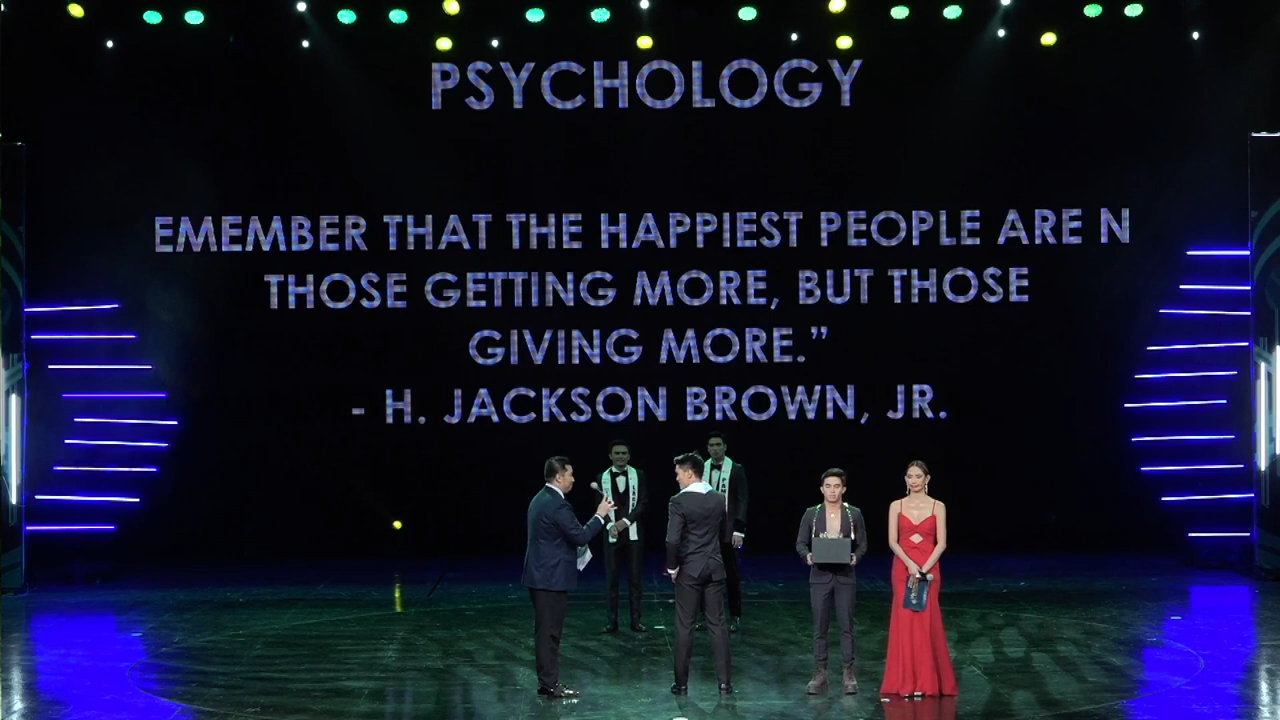 PSYCHOLOGY
EMEMBER THAT THE HAPPIEST PEOPLE ARE N
THOSE GETTING MORE, BUT THOSE
GIVING MORE.”
- H. JACKSON BROWN, JR.